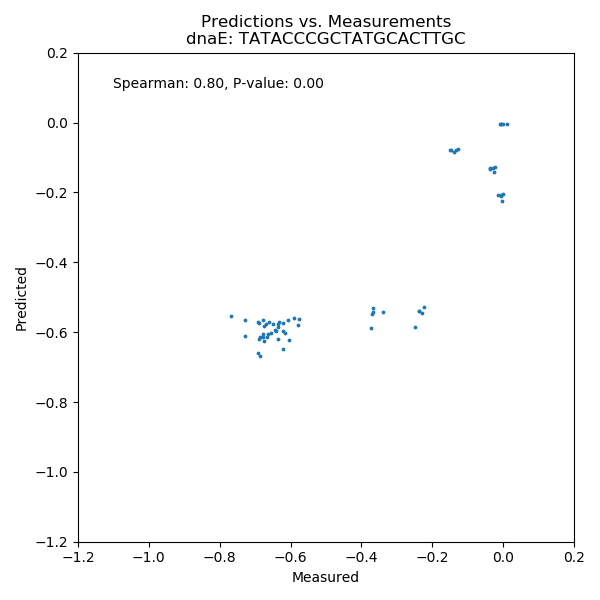 Predictions vs. Measurements
dnaE: TATACCCGCTATGCACTTGC
Spearman: 0.80, P-value: 0.00
0.2
0.0
−0.2
−0.4
−0.6
−0.8
−1.0
−1.2
Predicted
−1.2 −1.0 −0.8 −0.6 −0.4 −0.2 0.0 0.2
Measured